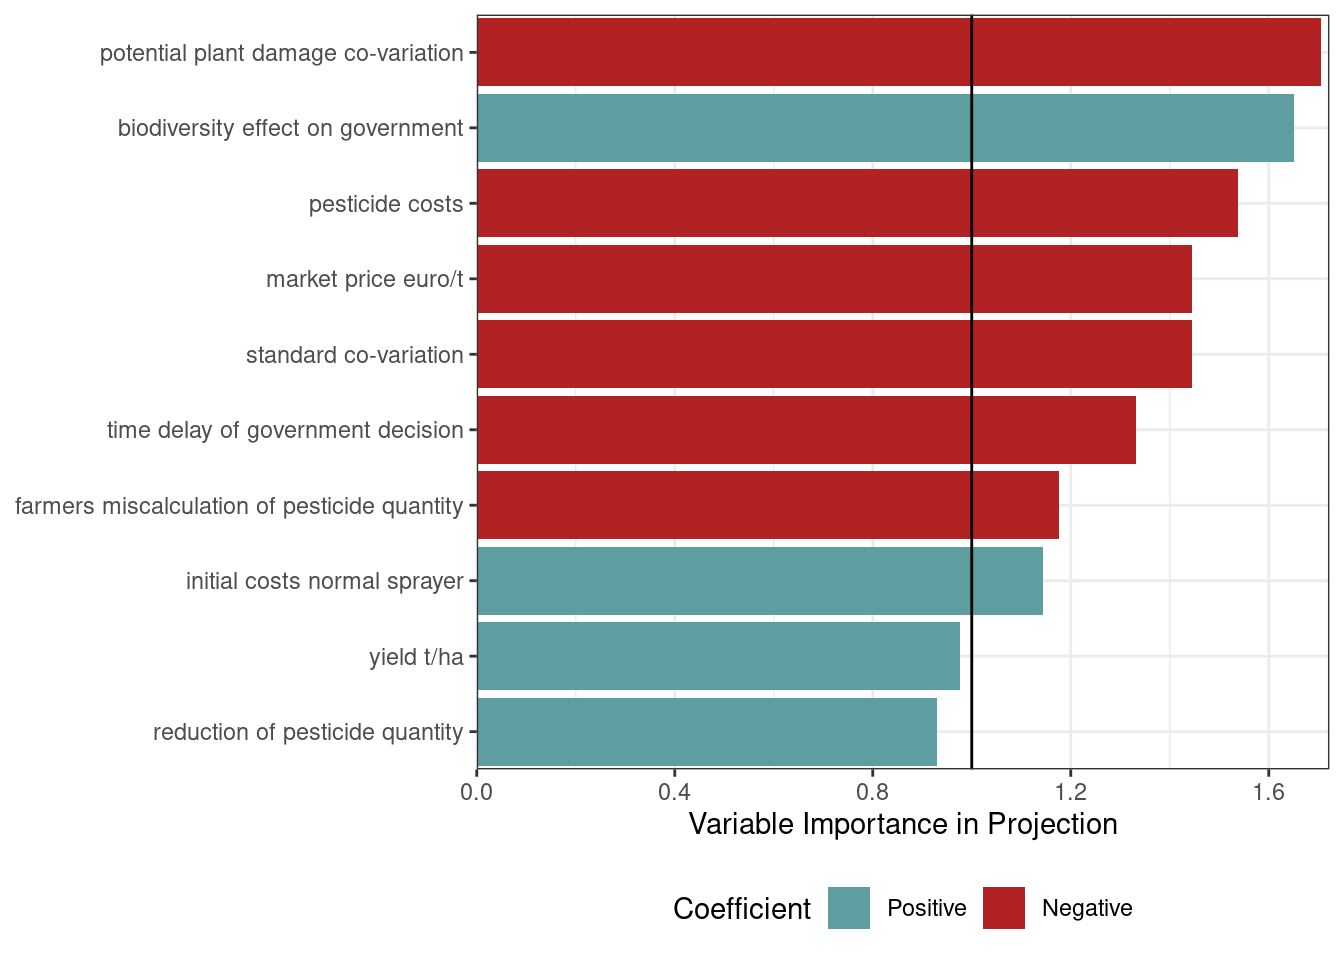 potential plant damage co-variation
biodiversity effect on government
pesticide costs
market price euro/t
standard co-variation
time delay of government decision
farmers miscalculation of pesticide quantity
initial costs normal sprayer
yield t/ha
reduction of pesticide quantity
0.0 0.4 0.8 1.2 1.6
Variable Importance in Projection
Coefficient Positive Negative